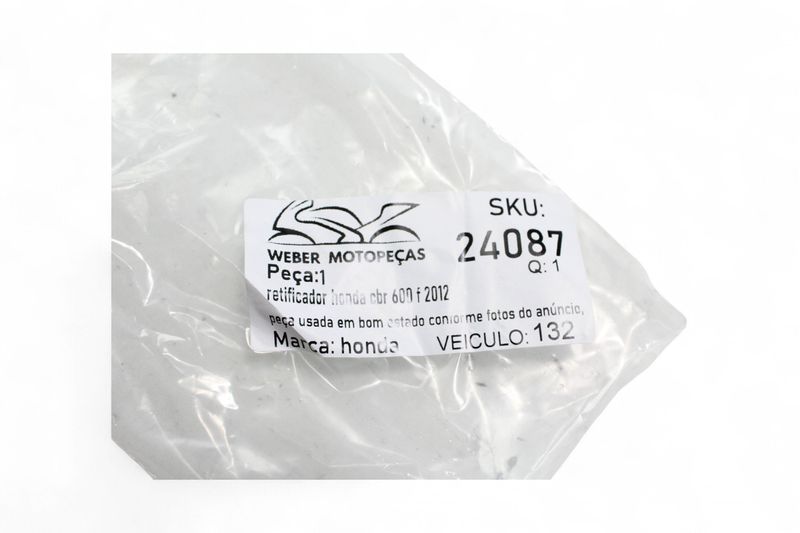 SKU:
24087
WEBER MOTOPEÇAS
Q: 1
Peça:1
ratificador honda cbr 600 f 2012
peça usada em bom estado conforme fotos do anúncio,
Marca: honda
VEICULO: 132